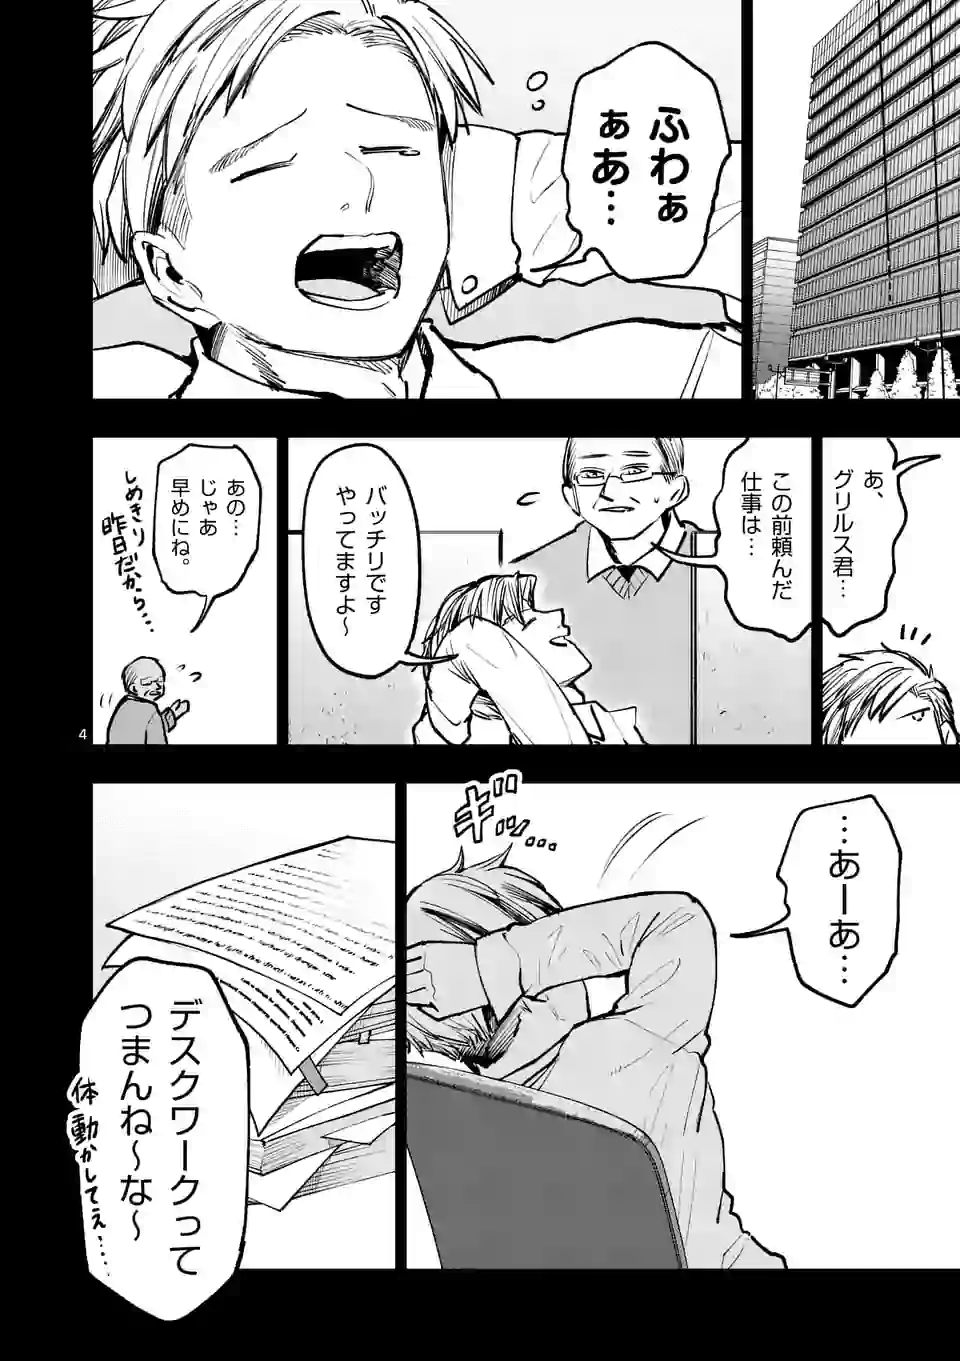 ふわぁ
ぁあ…
あ、
グリルス君…
この前頼んだ
仕事は…
バッチリです
やってますよ～
あの…
じゃあ
早めにね。
しめきり
昨日だから…
4
…あーあ…
ギッ…
デスクワークって
つまんね～な～
体動かしてぇ…